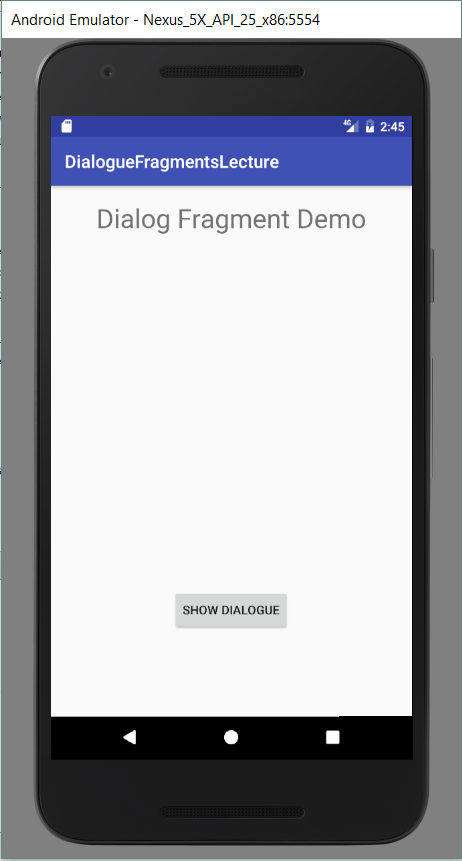 Android Emulator - Nexus_5X_API_25_x86:5554
4G 2:45
DialogueFragmentsLecture
Dialog Fragment Demo
SHOW DIALOGUE